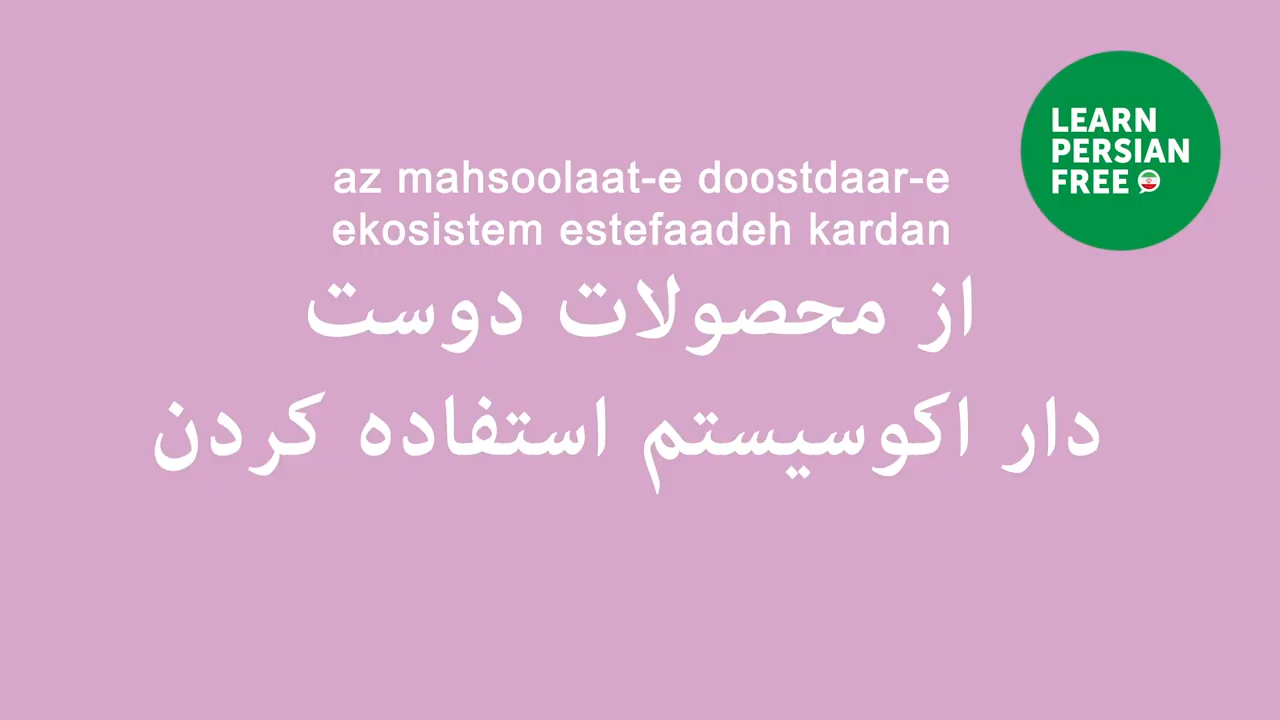 LEARN
PERSIAN
FREE
az mahsoolaat-e doostdaar-e
ekosistem estefaadeh kardan
از محصولات دوست
دار اکوسیستم استفاده کردن